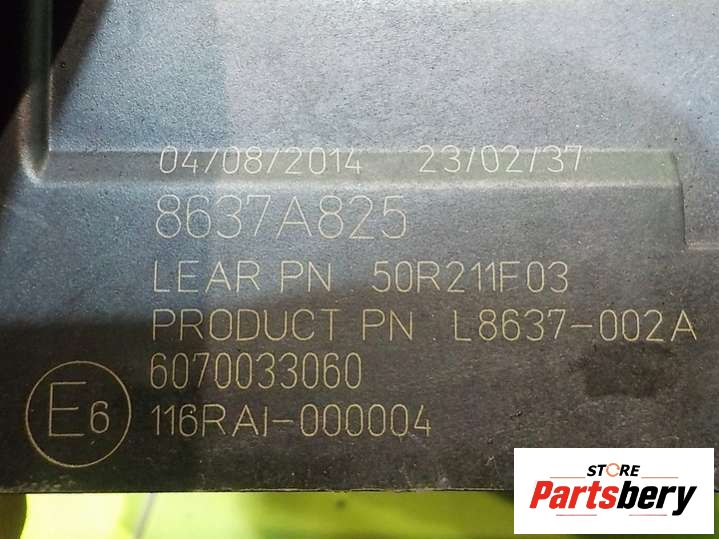 04/08/2014 23/02/37
8637A825
LEAR PN 50R211F03
PRODUCT PN L8637-002A
6070033060
E6 116RAI-000004
STORE
Partsbery